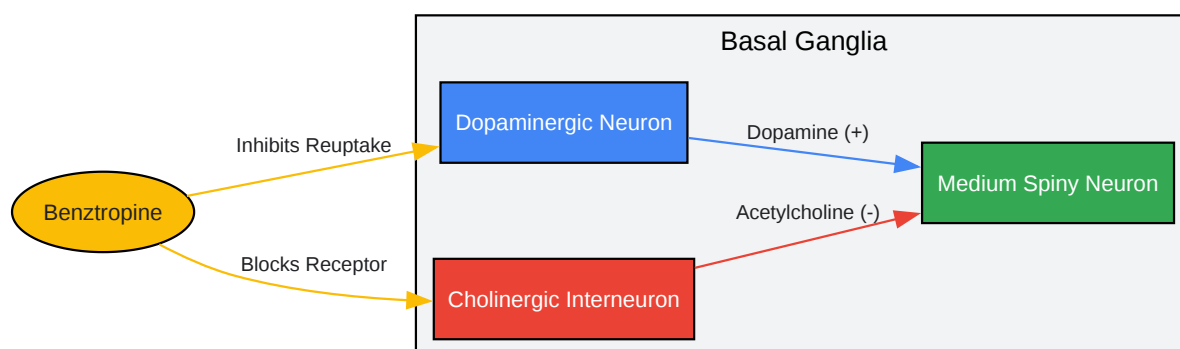 Basal Ganglia
Dopaminergic Neuron
Inhibits Reuptake
Dopamine (+)
Medium Spiny Neuron
Benztropine
Acetylcholine (-)
Blocks Receptor
Cholinergic Interneuron